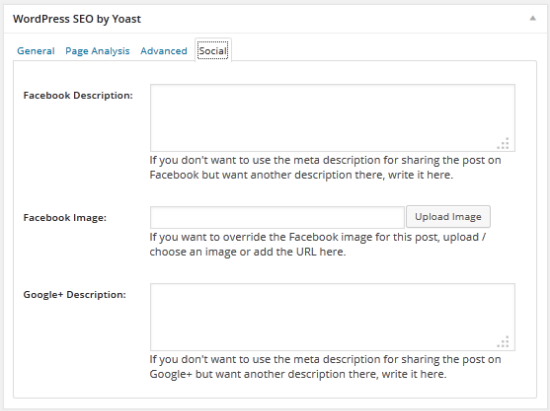 WordPress SEO by Yoast
General Page Analysis Advanced Social
Facebook Description:
If you don't want to use the meta description for sharing the post on
Facebook but want another description there, write it here.
Facebook Image: Upload Image
If you want to override the Facebook image for this post, upload /
choose an image or add the URL here.
Google+ Description:
If you don't want to use the meta description for sharing the post on
Google+ but want another description there, write it here.